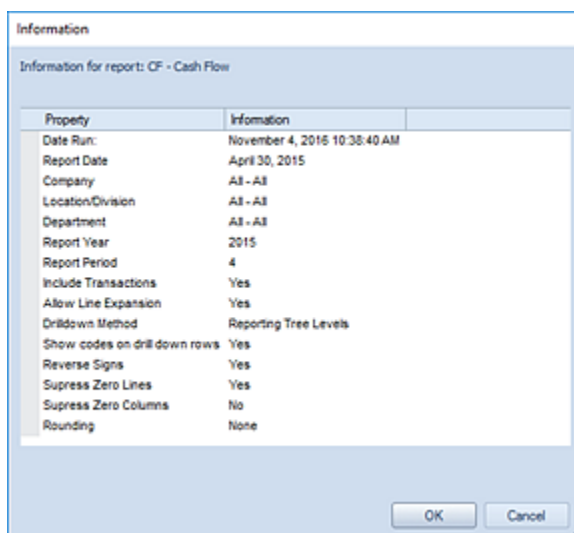 Information
Information for report: CF - Cash Flow
Property Information
Date Run: November 4, 2016 10:38:40 AM
Report Date April 30, 2015
Company All - All
Location/Division All - All
Department All - All
Report Year 2015
Report Period 4
Include Transactions Yes
Allow Line Expansion Yes
Drilldown Method Reporting Tree Levels
Show codes on drill down rows Yes
Reverse Signs Yes
Supress Zero Lines Yes
Supress Zero Columns No
Rounding None
OK Cancel